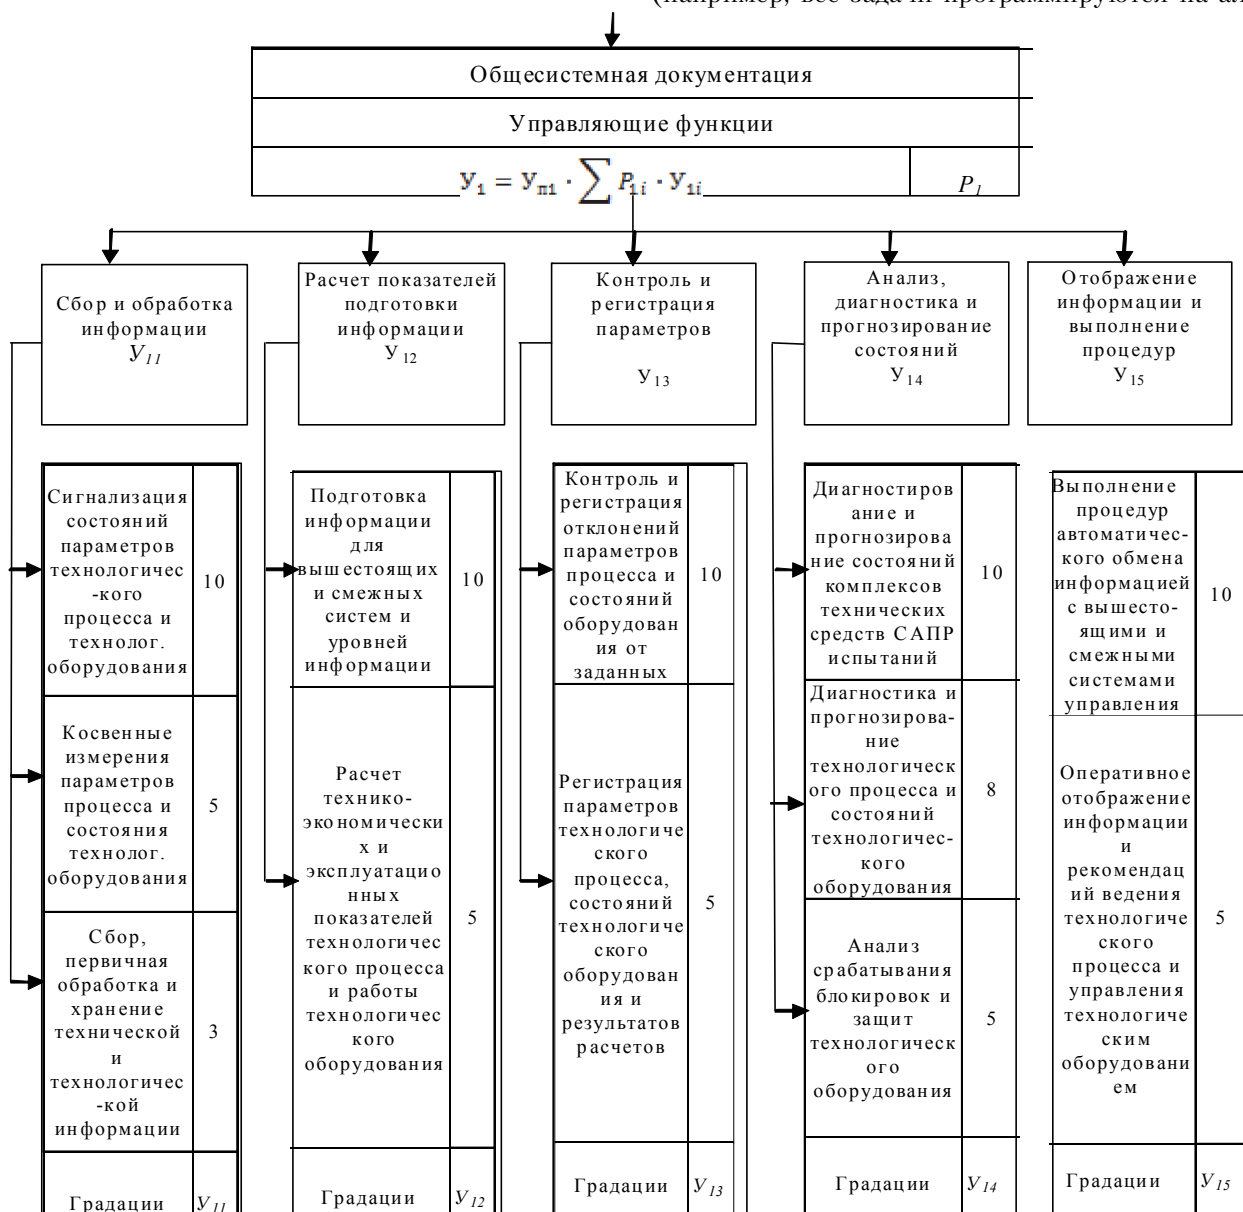 (например, все задачи программируются на ал
Общесистемная документация
Управляющие функции
У₁ = Уп₁ · ∑ P₁ᵢ · У₁ᵢ
P₁
Сбор и обработка
информации
У₁₁
Расчет показателей
подготовки
информации
У₁₂
Контроль и
регистрация
параметров
У₁₃
Анализ,
диагностика и
прогнозирование
состояний
У₁₄
Отображение
информации и
выполнение
процедур
У₁₅
Сигнализация
состояний
параметров
технологичес
-кого
процесса и
технолог.
оборудования
10
Косвенные
измерения
параметров
процесса и
состояния
технолог.
оборудования
5
Сбор,
первичная
обработка и
хранение
технической
и
технологичес
-кой
информации
3
Градации
У₁₁
Подготовка
информации
для
вышестоящих
и смежных
систем и
уровней
информации
10
Расчет
технико-
экономически
х и
эксплуатацио
нных
показателей
технологичес
кого процесса
и работы
технологичес
кого
оборудования
5
Градации
У₁₂
Контроль и
регистрация
отклонений
параметров
процесса и
состояний
оборудован
ия от
заданных
10
Регистрация
параметров
технологиче
ского
процесса,
состояний
технологиче
ского
оборудован
ия и
результатов
расчетов
5
Градации
У₁₃
Диагностиров
ание и
прогнозирова
ние состояний
комплексов
технических
средств САПР
испытаний
10
Диагностика и
прогнозирова-
ние
технологическ
ого процесса и
состояний
технологичес-
кого
оборудования
8
Анализ
срабатывания
блокировок и
защит
технологическ
ого
оборудования
5
Градации
У₁₄
Выполнение
процедур
автоматичес-
кого обмена
информацией
с вышесто-
ящими и
смежными
системами
управления
10
Оперативное
отображение
информации
и
рекомендац
ий ведения
технологиче
ского
процесса и
управления
технологиче
ским
оборудовани
ем
5
Градации
У₁₅